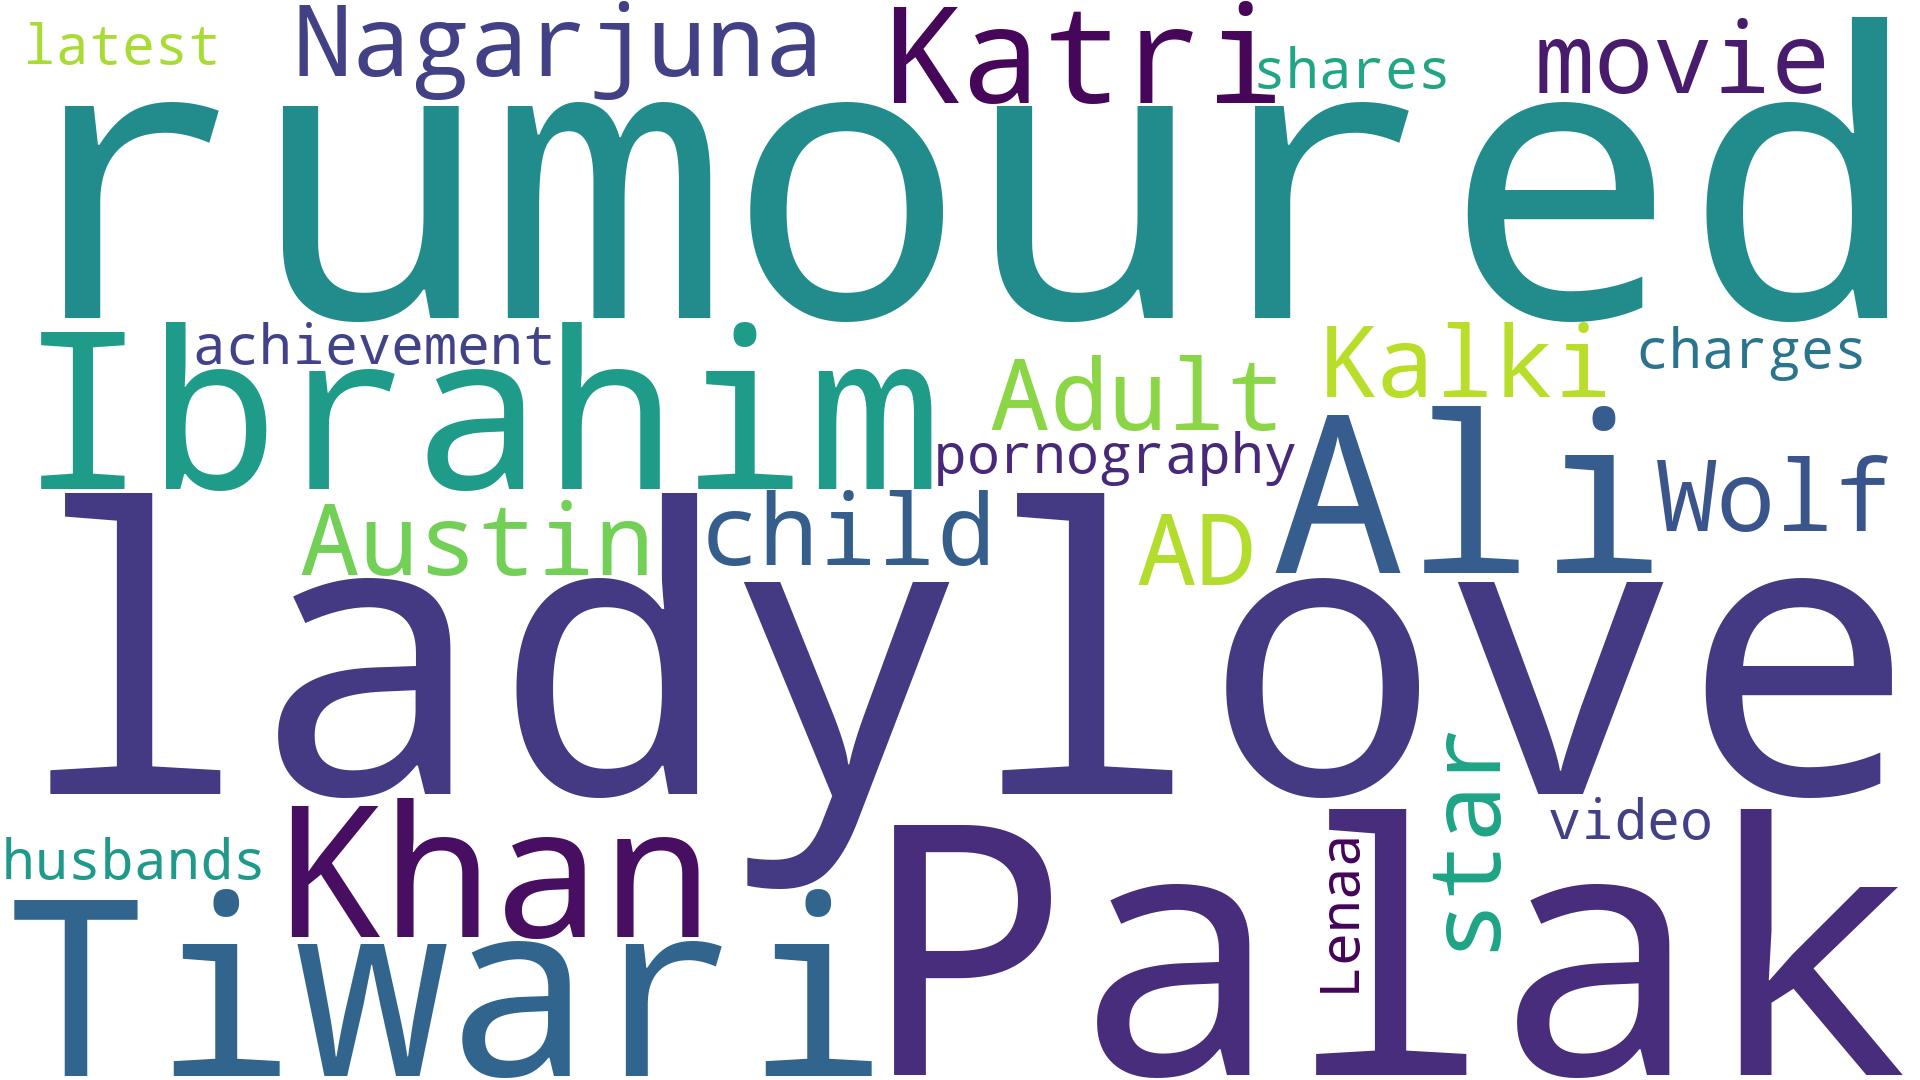 latest
Nagarjuna
Katri
shares
movie
rumoured
Ibrahim
achievement
Adult
Kalki
charges
pornography
Ali
Wolf
Austin
child
AD
ladylove
husbands
Khan
Lenaa
star
video
Tiwari
Palak